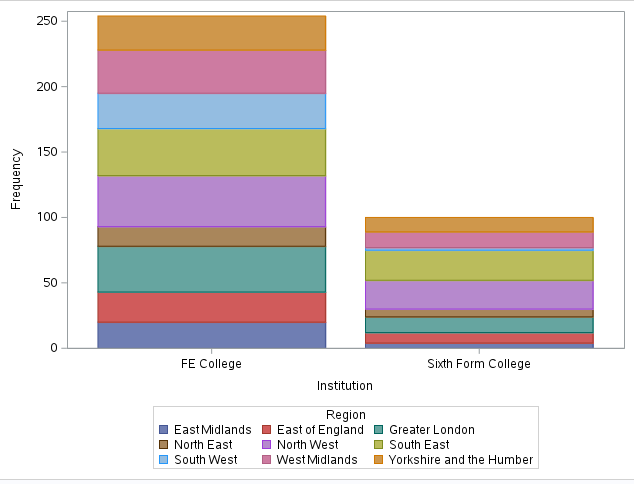 250
200
150
100
50
0
Frequency
FE College
Sixth Form College
Institution
Region
East Midlands East of England Greater London
North East North West South East
South West West Midlands Yorkshire and the Humber